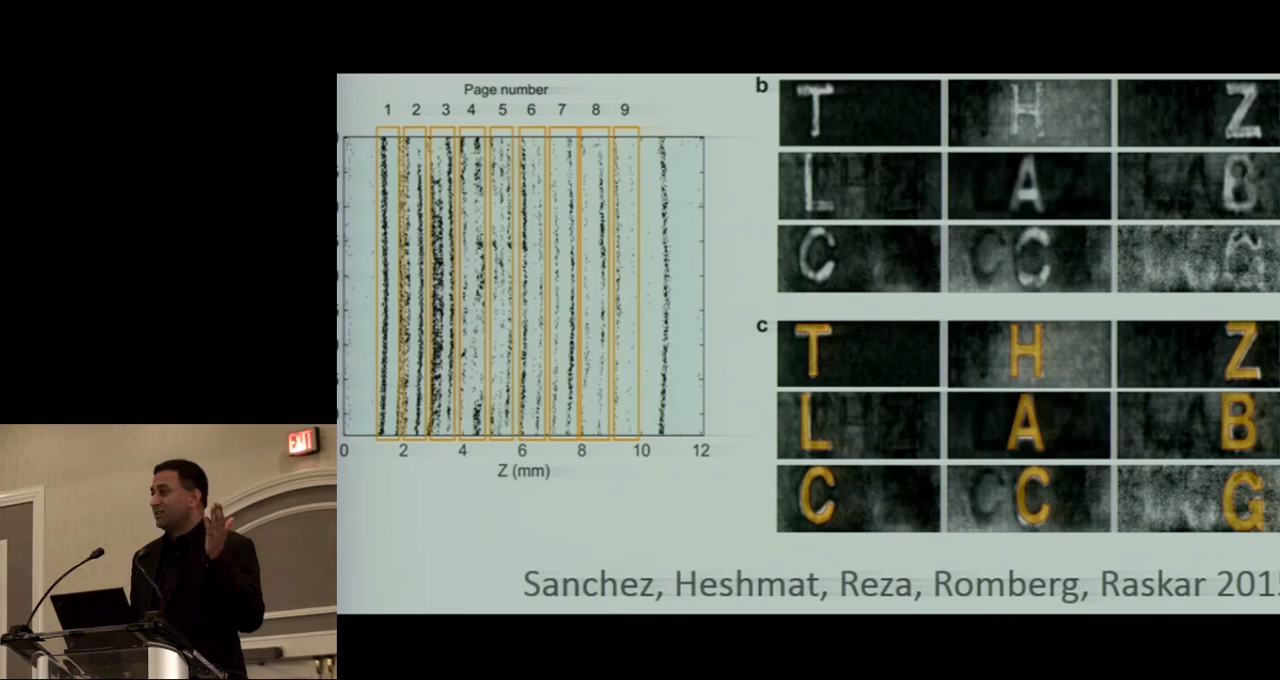 Page number
1 2 3 4 5 6 7 8 9
0 2 4 6 8 10 12
Z (mm)
b
T H Z
L A B
C C G
c
T H Z
L A B
C C G
Sanchez, Heshmat, Reza, Romberg, Raskar 201
EXIT